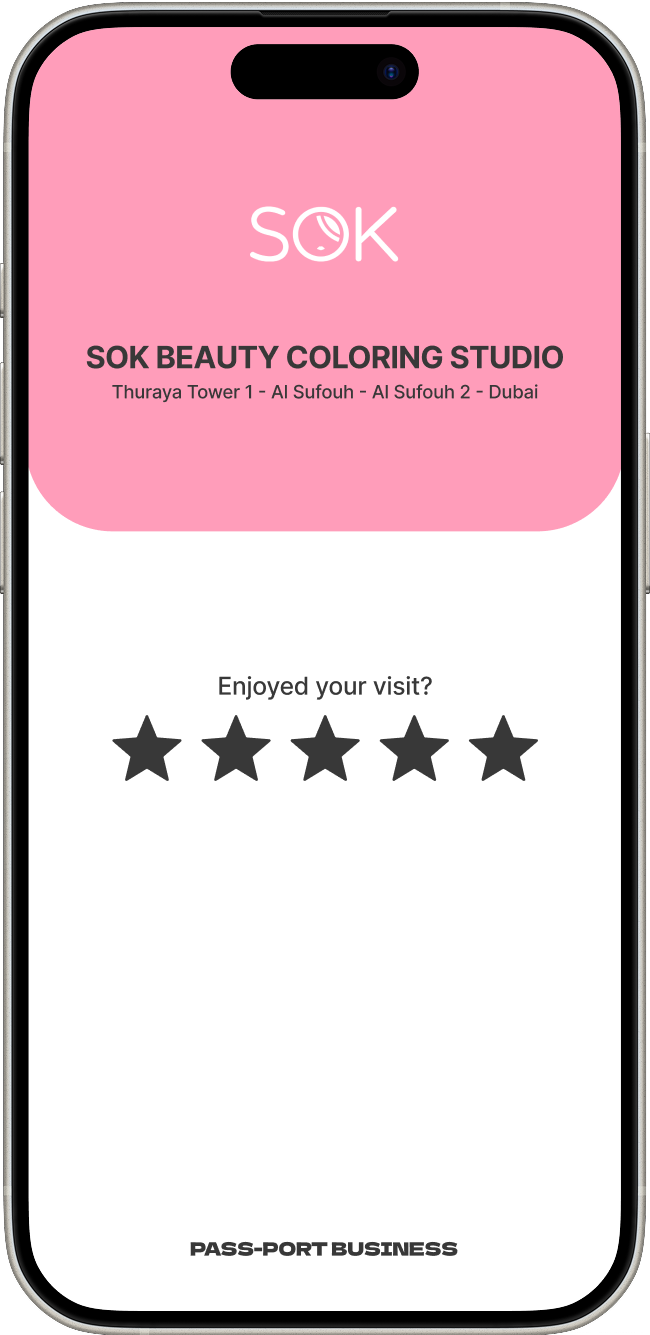 SOK
SOK BEAUTY COLORING STUDIO
Thuraya Tower 1 - Al Sufouh - Al Sufouh 2 - Dubai
Enjoyed your visit?
PASS-PORT BUSINESS